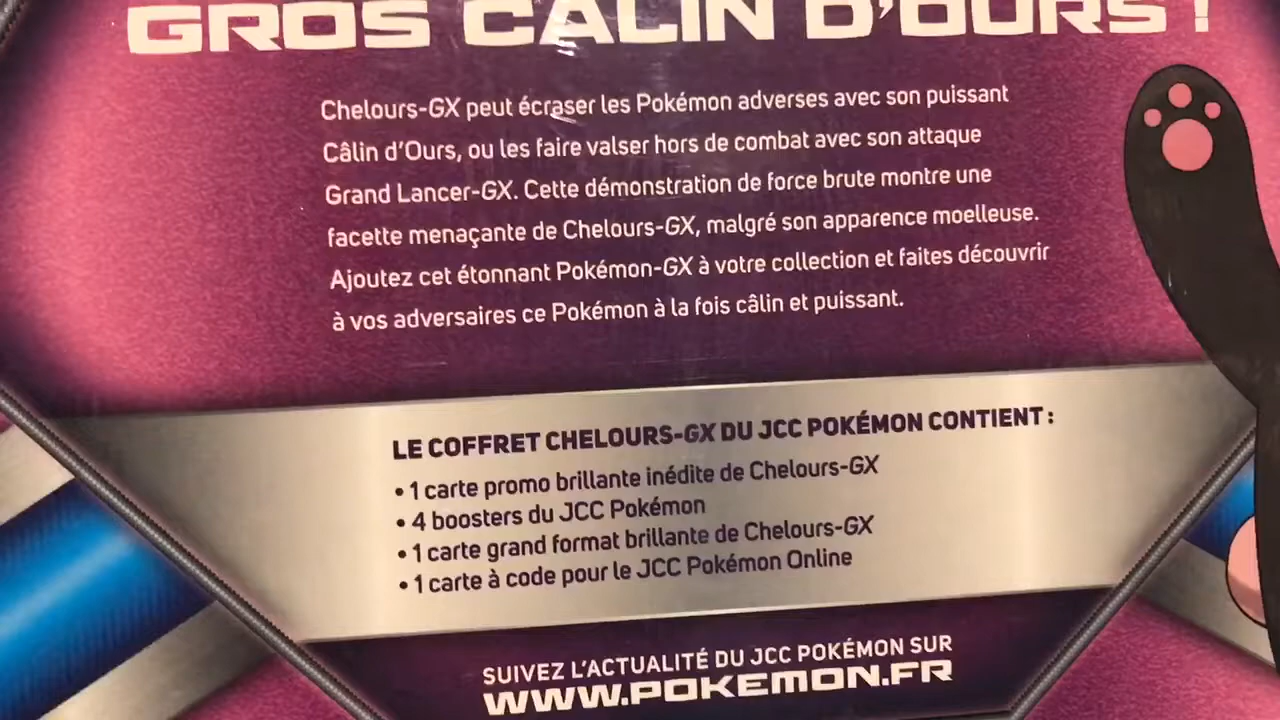 GROS CÂLIN D'OURS !
Chelours-GX peut écraser les Pokémon adverses avec son puissant
Câlin d'Ours, ou les faire valser hors de combat avec son attaque
Grand Lancer-GX. Cette démonstration de force brute montre une
facette menaçante de Chelours-GX, malgré son apparence moelleuse.
Ajoutez cet étonnant Pokémon-GX à votre collection et faites découvrir
à vos adversaires ce Pokémon à la fois câlin et puissant.
LE COFFRET CHELOURS-GX DU JCC POKÉMON CONTIENT :
• 1 carte promo brillante inédite de Chelours-GX
• 4 boosters du JCC Pokémon
• 1 carte grand format brillante de Chelours-GX
• 1 carte à code pour le JCC Pokémon Online
SUIVEZ L'ACTUALITÉ DU JCC POKÉMON SUR
WWW.POKEMON.FR